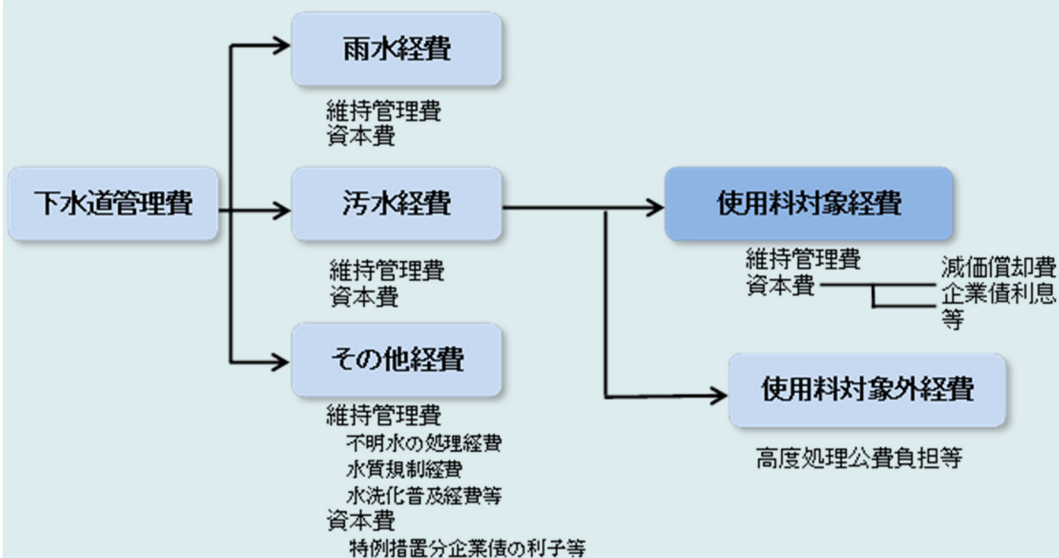 雨水経費
維持管理費
資本費
下水道管理費
汚水経費
維持管理費
資本費
使用料対象経費
維持管理費
資本費
減価償却費
企業債利息
等
その他経費
維持管理費
不明水の処理経費
水質規制経費
水洗化普及経費等
資本費
特例措置分企業債の利子等
使用料対象外経費
高度処理公費負担等